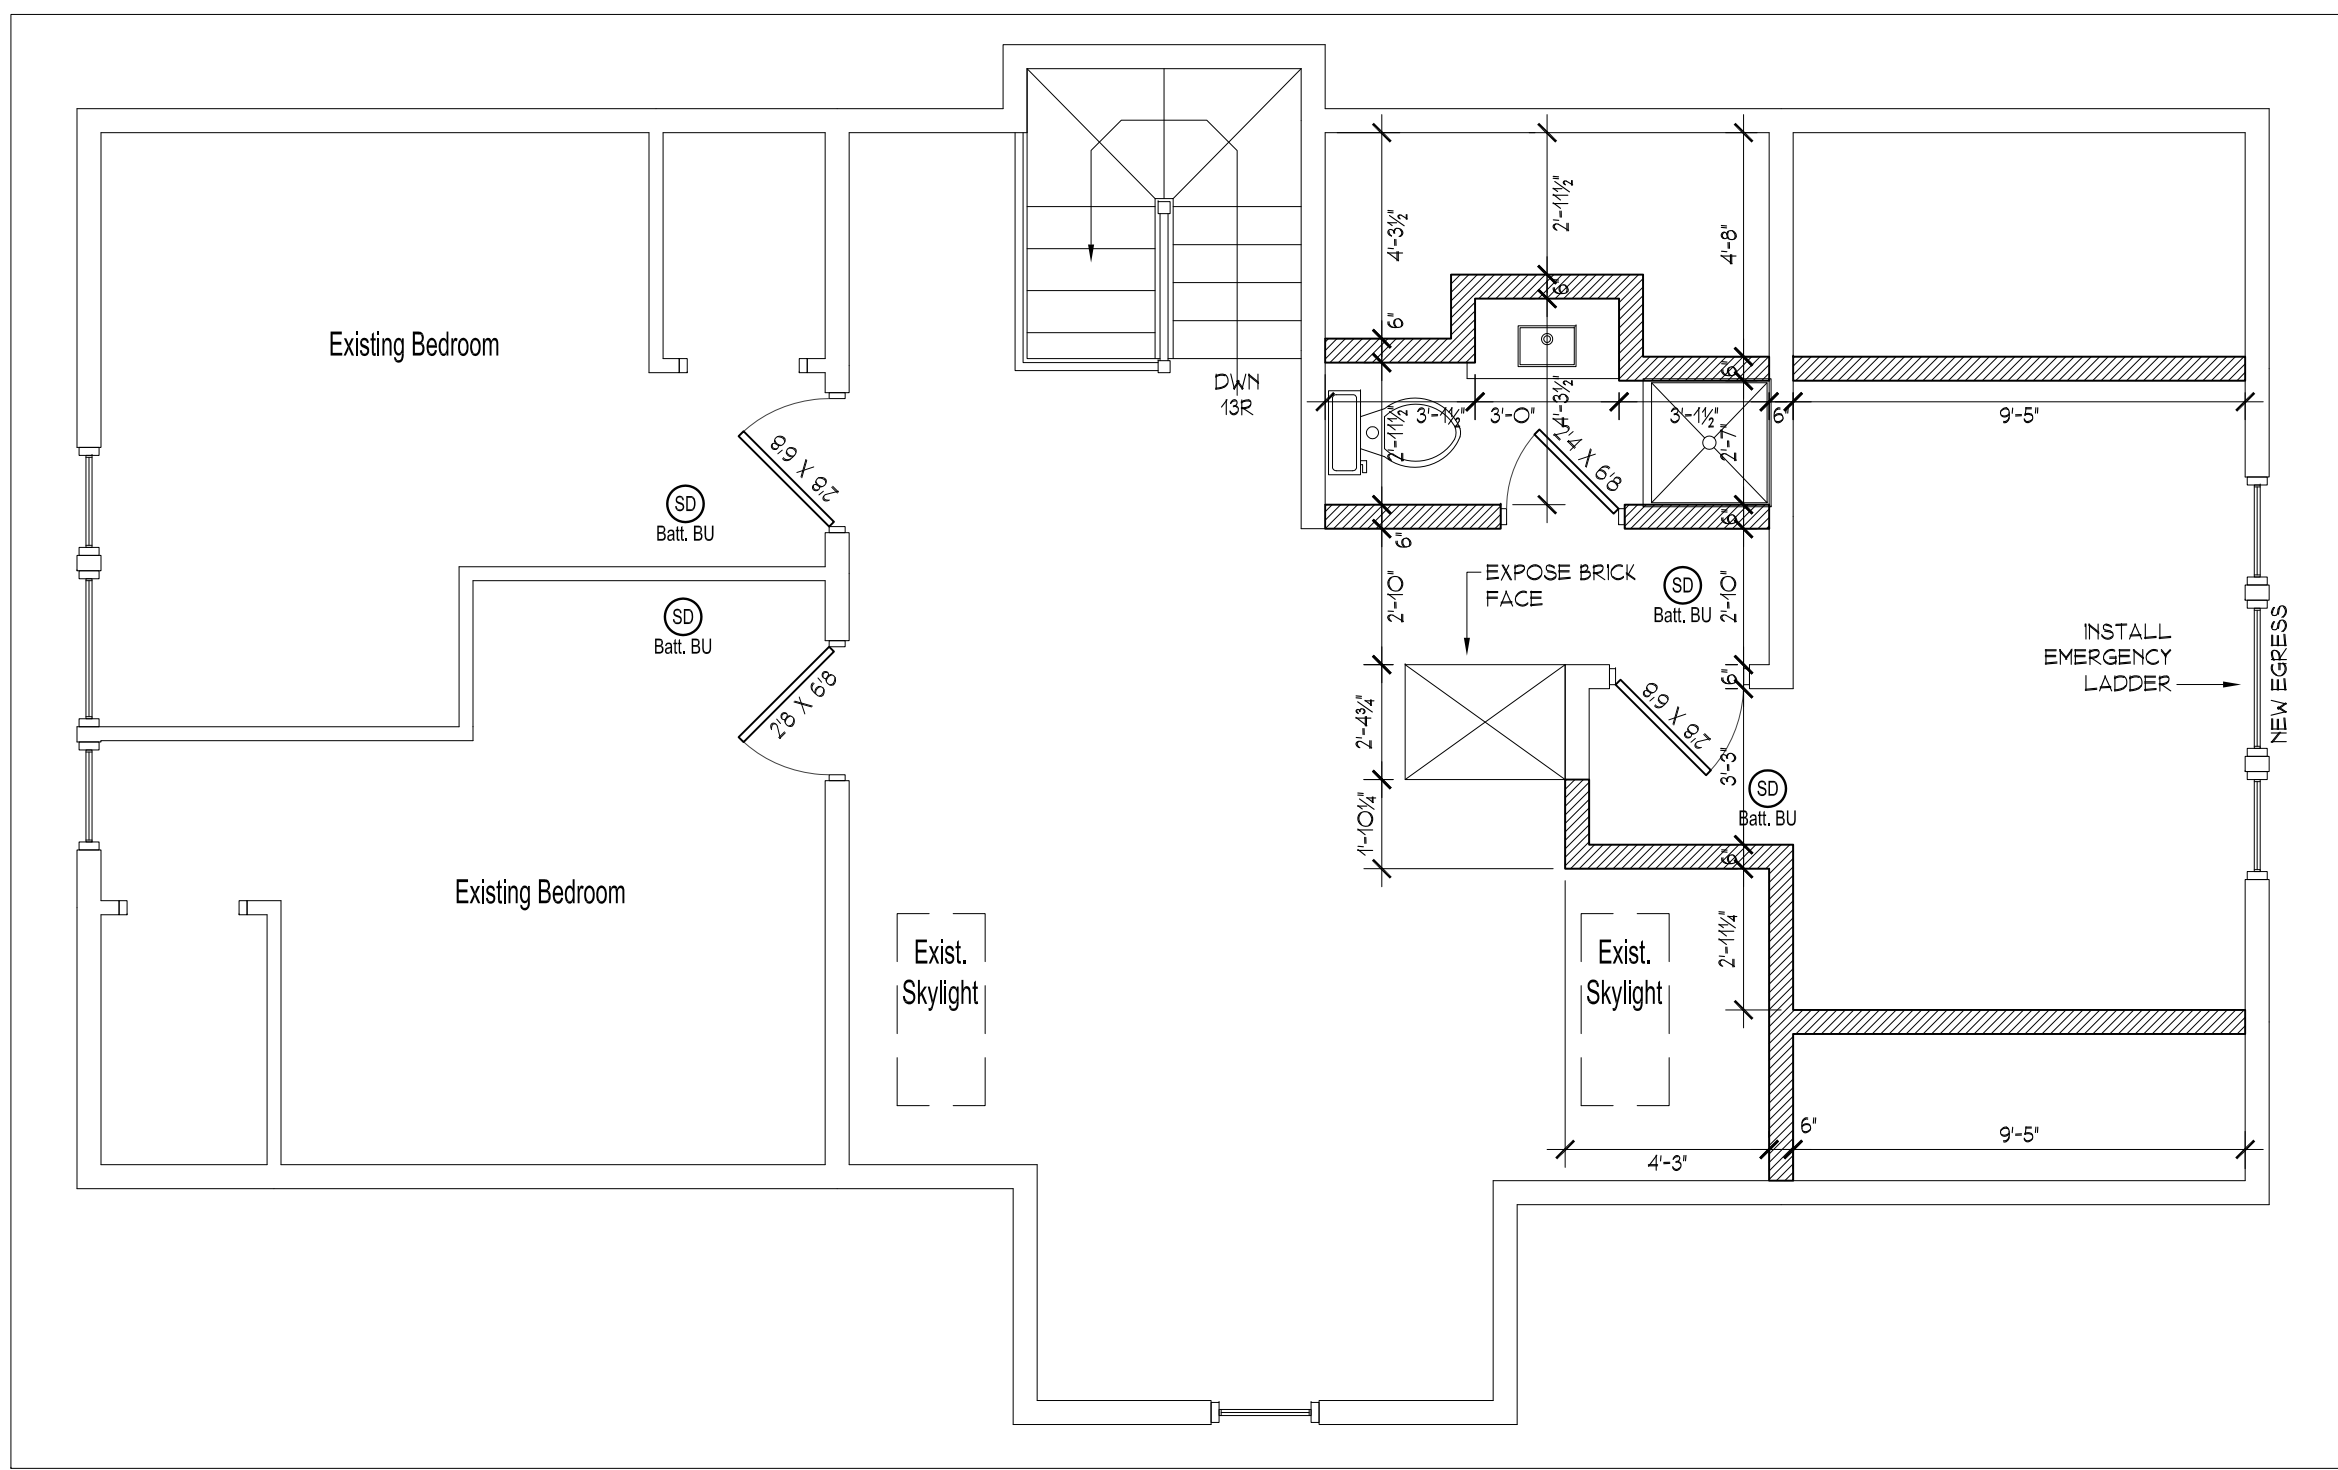 2'-11½"
4'-3½"
4'-8"
6"
6"
Existing Bedroom
6"
DWN
13R
3'-1½"
3'-0"
3'-1½"
6"
9'-5"
2'-11½"
4'-3½"
2'-7"
2'4 X 6'8
2'8 X 6'8
SD
Batt. BU
6"
6"
EXPOSE BRICK
FACE
2'-10"
SD
Batt. BU
2'-10"
SD
Batt. BU
INSTALL
EMERGENCY
LADDER
NEW EGRESS
2'8 X 6'8
2'-4¾"
2'8 X 6'8
6"
3'-3"
SD
Batt. BU
1'-10¼"
6"
Existing Bedroom
Exist.
Skylight
Exist.
Skylight
2'-11¼"
6"
4'-3"
9'-5"